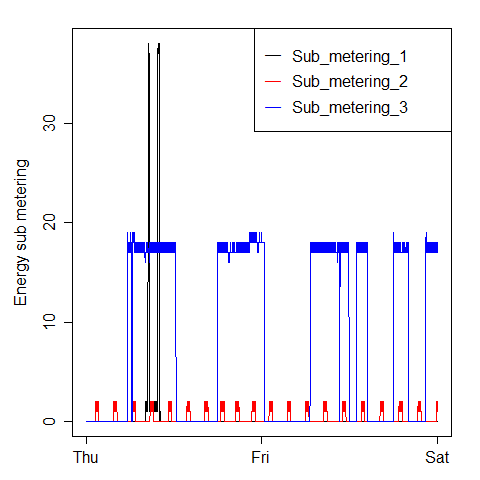 Sub_metering_1
Sub_metering_2
Sub_metering_3
Energy sub metering
30
20
10
0
Thu Fri Sat